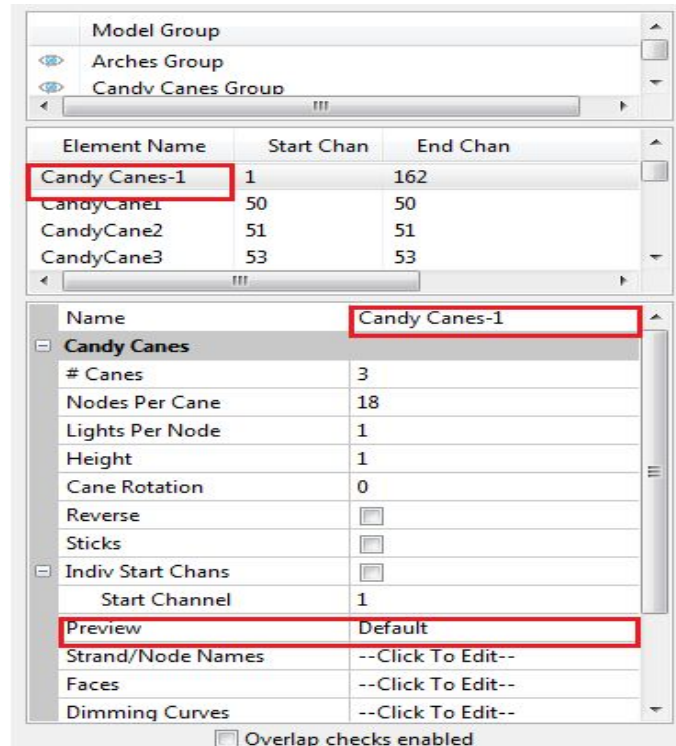 Model Group
Arches Group
Candy Canes Group
Element Name Start Chan End Chan
Candy Canes-1 1 162
CandyCane1 50 50
CandyCane2 51 51
CandyCane3 53 53
Name Candy Canes-1
Candy Canes
# Canes 3
Nodes Per Cane 18
Lights Per Node 1
Height 1
Cane Rotation 0
Reverse
Sticks
Indiv Start Chans
Start Channel 1
Preview Default
Strand/Node Names --Click To Edit--
Faces --Click To Edit--
Dimming Curves --Click To Edit--
Overlap checks enabled